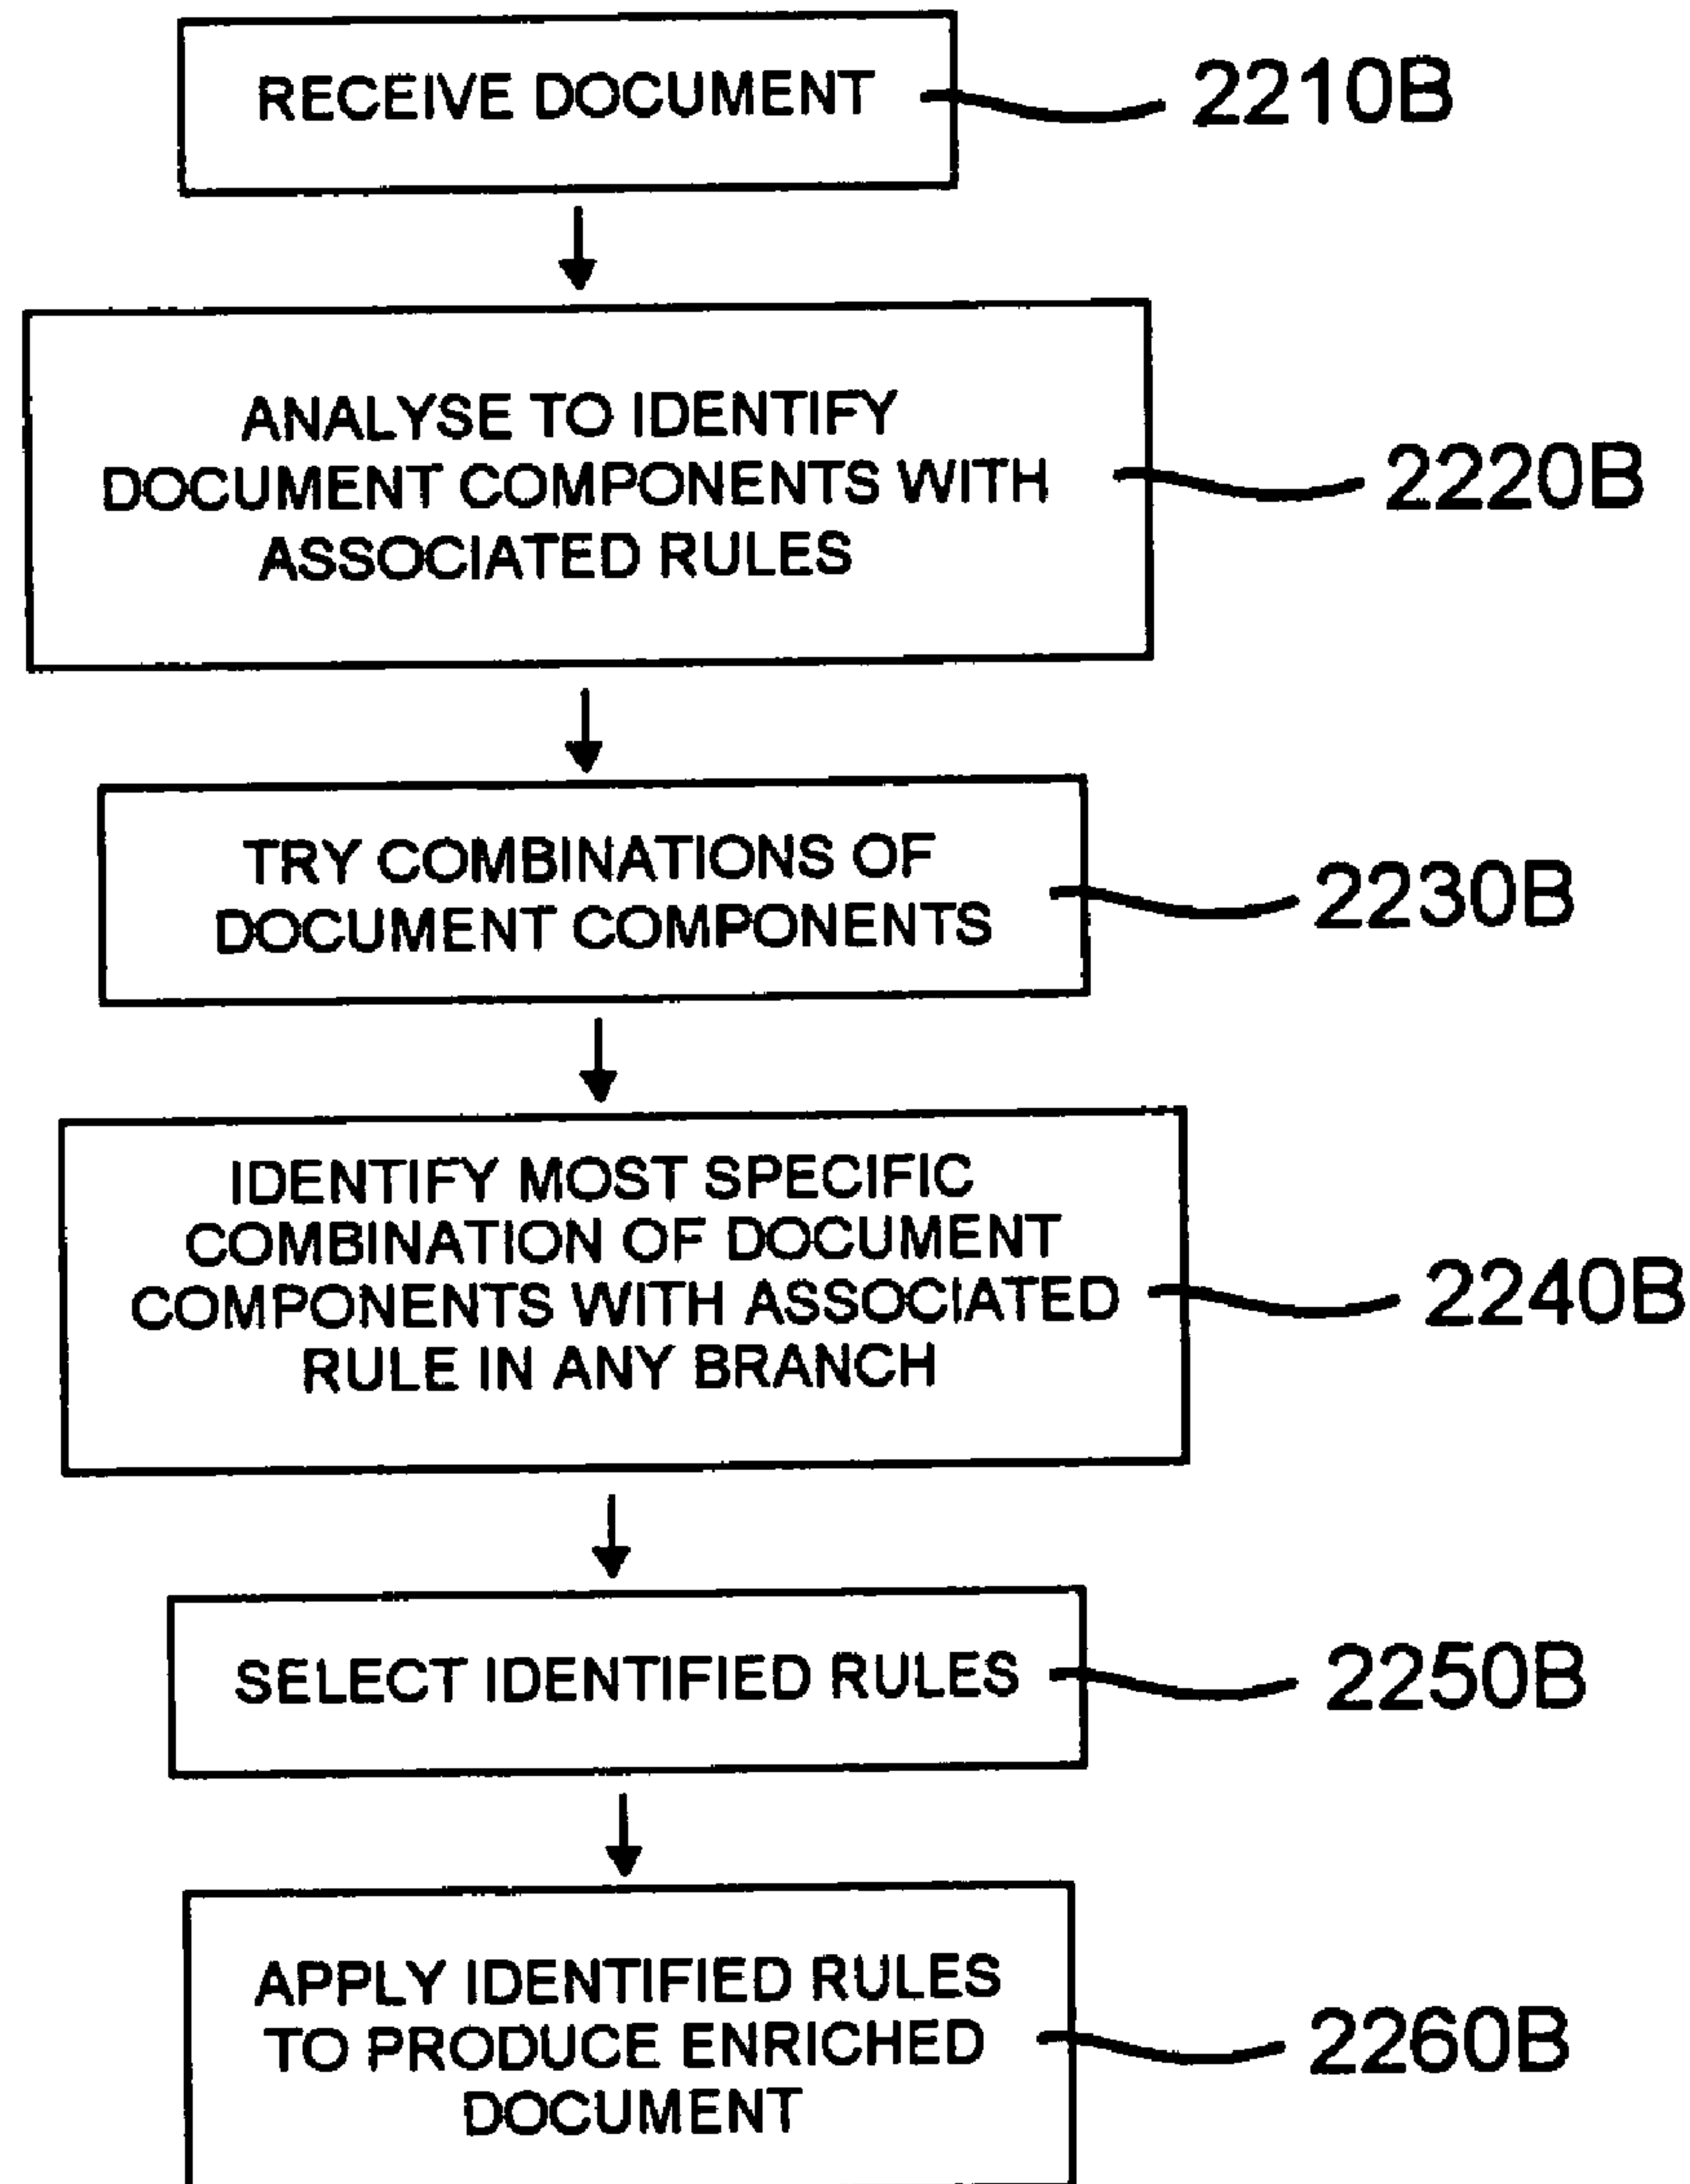 RECEIVE DOCUMENT
2210B
ANALYSE TO IDENTIFY
DOCUMENT COMPONENTS WITH
ASSOCIATED RULES
2220B
TRY COMBINATIONS OF
DOCUMENT COMPONENTS
2230B
IDENTIFY MOST SPECIFIC
COMBINATION OF DOCUMENT
COMPONENTS WITH ASSOCIATED
RULE IN ANY BRANCH
2240B
SELECT IDENTIFIED RULES
2250B
APPLY IDENTIFIED RULES
TO PRODUCE ENRICHED
DOCUMENT
2260B